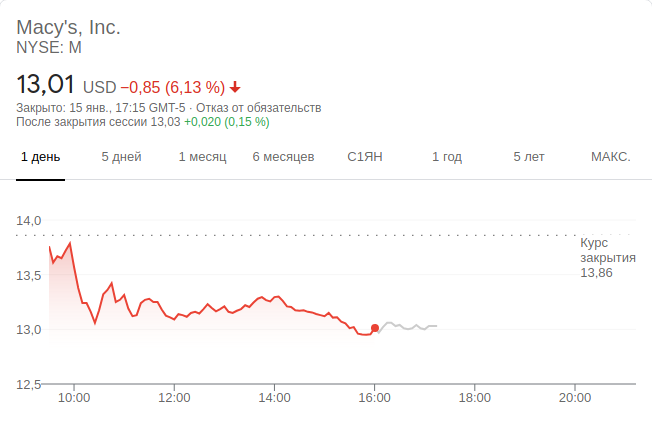 Macy's, Inc.
NYSE: M
13,01 USD −0,85 (6,13 %)
Закрыто: 15 янв., 17:15 GMT-5 · Отказ от обязательств
После закрытия сессии 13,03 +0,020 (0,15 %)
1 день 5 дней 1 месяц 6 месяцев С1ЯН 1 год 5 лет МАКС.
14,0
Курс
закрытия
13,86
13,5
13,0
12,5
10:00 12:00 14:00 16:00 18:00 20:00